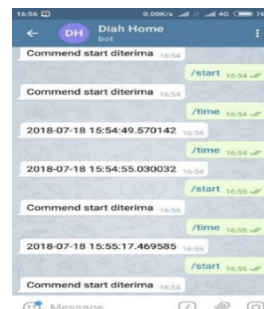 16:56 0.00K/s 4G 76
DH Diah Home
bot
Commend start diterima 16:54
/start 16:54
Commend start diterima 16:54
/time 16:54
2018-07-18 15:54:49.570142 16:54
/time 16:54
2018-07-18 15:54:55.030032 16:54
/start 16:55
Commend start diterima 16:55
/time 16:55
2018-07-18 15:55:17.469585 16:55
/start 16:55
Commend start diterima 16:55
Message